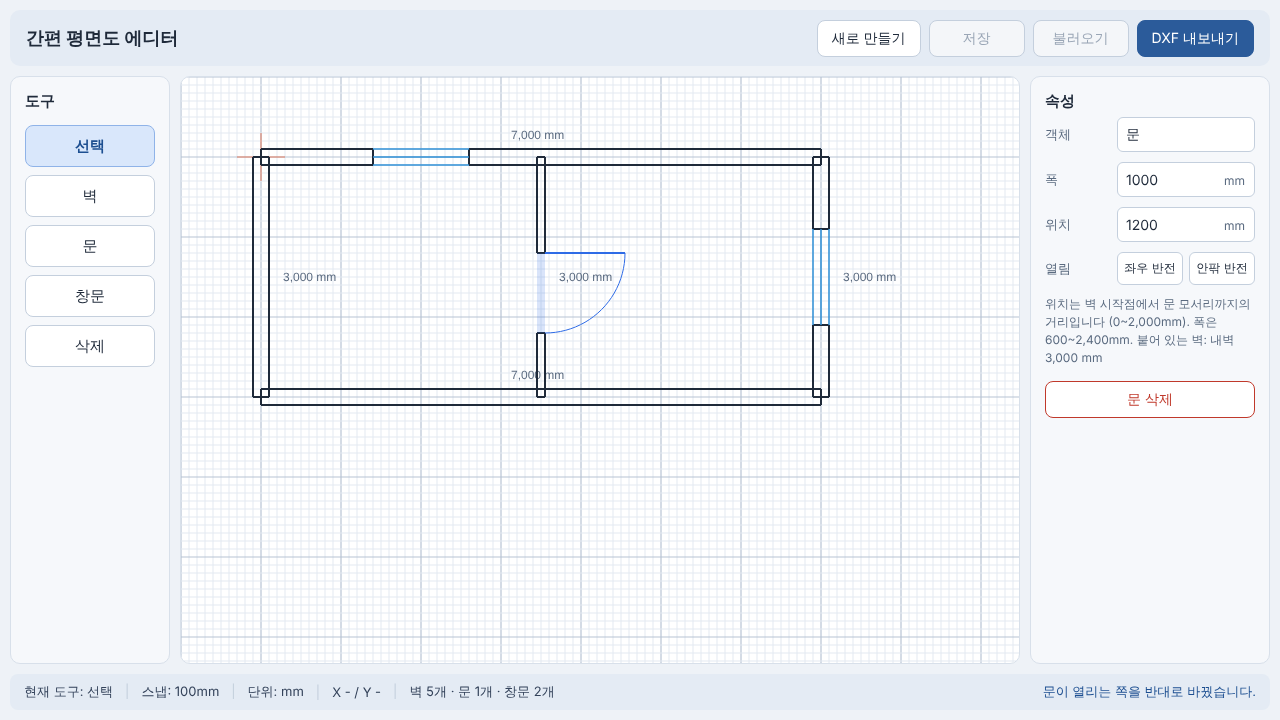 간편 평면도 에디터
새로 만들기
저장
불러오기
DXF 내보내기
도구
선택
벽
문
창문
삭제
7,000 mm
3,000 mm
3,000 mm
3,000 mm
7,000 mm
속성
객체
문
폭
1000 mm
위치
1200 mm
열림
좌우 반전
안팎 반전
위치는 벽 시작점에서 문 모서리까지의
거리입니다 (0~2,000mm). 폭은
600~2,400mm. 붙어 있는 벽: 내벽
3,000 mm
문 삭제
현재 도구: 선택
스냅: 100mm
단위: mm
X - / Y -
벽 5개 · 문 1개 · 창문 2개
문이 열리는 쪽을 반대로 바꿨습니다.